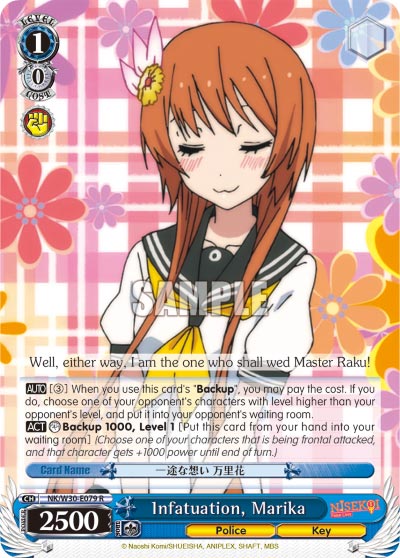 LEVEL
1
0
COST
SAMPLE
Well, either way, I am the one who shall wed Master Raku!
AUTO [③] When you use this card's "Backup", you may pay the cost. If you
do, choose one of your opponent's characters with level higher than your
opponent's level, and put it into your opponent's waiting room.
ACT Backup 1000, Level 1 [Put this card from your hand into your
waiting room] (Choose one of your characters that is being frontal attacked,
and that character gets +1000 power until end of turn.)
Card Name
一途な想い 万里花
CH NK/W30-E079 R
Infatuation, Marika
NISEKOI
2500
Police
Key
© Naoshi Komi/SHUEISHA, ANIPLEX, SHAFT, MBS